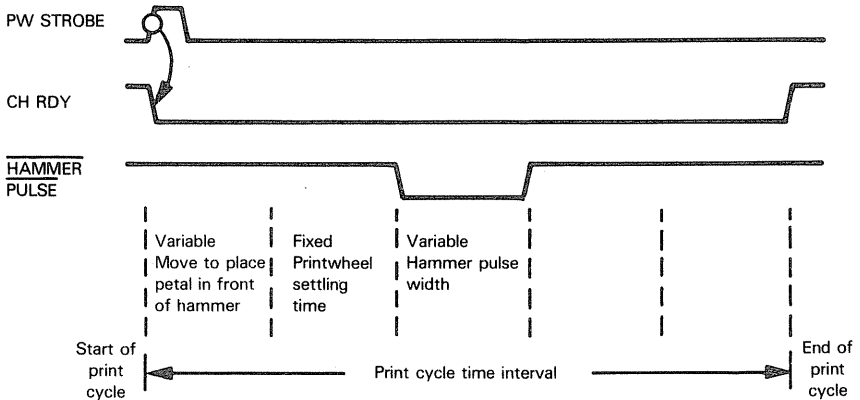 PW STROBE
CH RDY
HAMMER
PULSE
Variable
Move to place
petal in front
of hammer
Fixed
Printwheel
settling
time
Variable
Hammer pulse
width
Start of
print
cycle
Print cycle time interval
End of
print
cycle